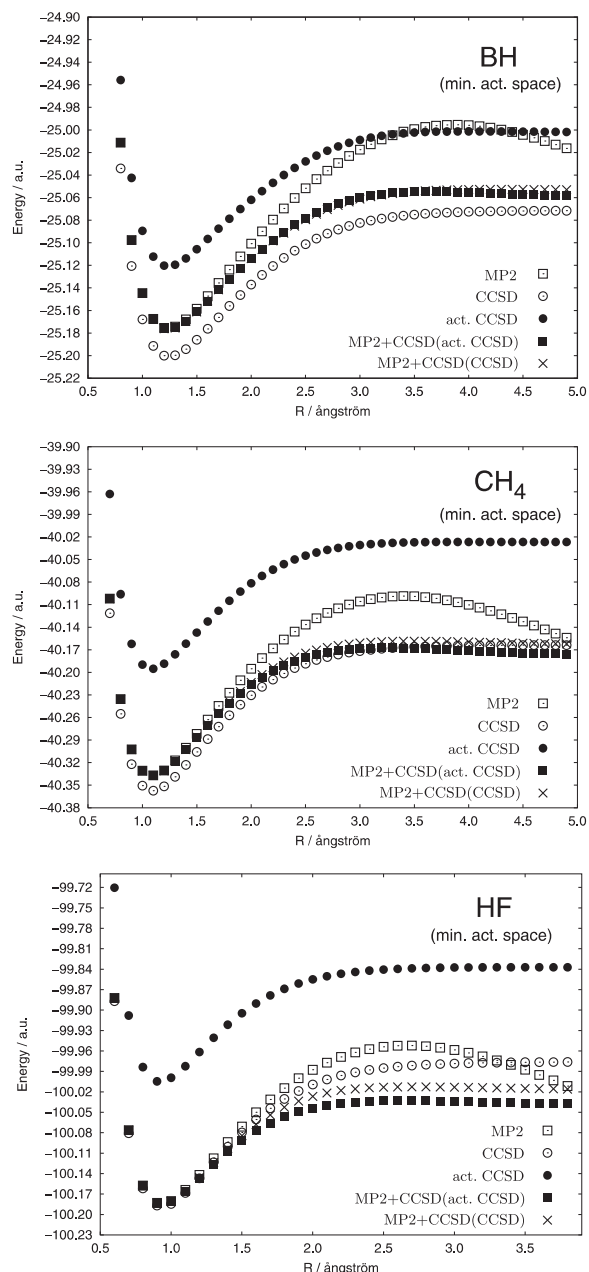 −24.90
−24.92
−24.94
−24.96
−24.98
−25.00
−25.02
−25.04
−25.06
−25.08
−25.10
−25.12
−25.14
−25.16
−25.18
−25.20
−25.22
Energy / a.u.
BH
(min. act. space)
MP2
CCSD
act. CCSD
MP2+CCSD(act. CCSD)
MP2+CCSD(CCSD)
0.5 1.0 1.5 2.0 2.5 3.0 3.5 4.0 4.5 5.0
R / ångström
−39.90
−39.93
−39.96
−39.99
−40.02
−40.05
−40.08
−40.11
−40.14
−40.17
−40.20
−40.23
−40.26
−40.29
−40.32
−40.35
−40.38
Energy / a.u.
CH4
(min. act. space)
MP2
CCSD
act. CCSD
MP2+CCSD(act. CCSD)
MP2+CCSD(CCSD)
0.5 1.0 1.5 2.0 2.5 3.0 3.5 4.0 4.5 5.0
R / ångström
−99.72
−99.75
−99.78
−99.81
−99.84
−99.87
−99.90
−99.93
−99.96
−99.99
−100.02
−100.05
−100.08
−100.11
−100.14
−100.17
−100.20
−100.23
Energy / a.u.
HF
(min. act. space)
MP2
CCSD
act. CCSD
MP2+CCSD(act. CCSD)
MP2+CCSD(CCSD)
0.5 1.0 1.5 2.0 2.5 3.0 3.5
R / ångström